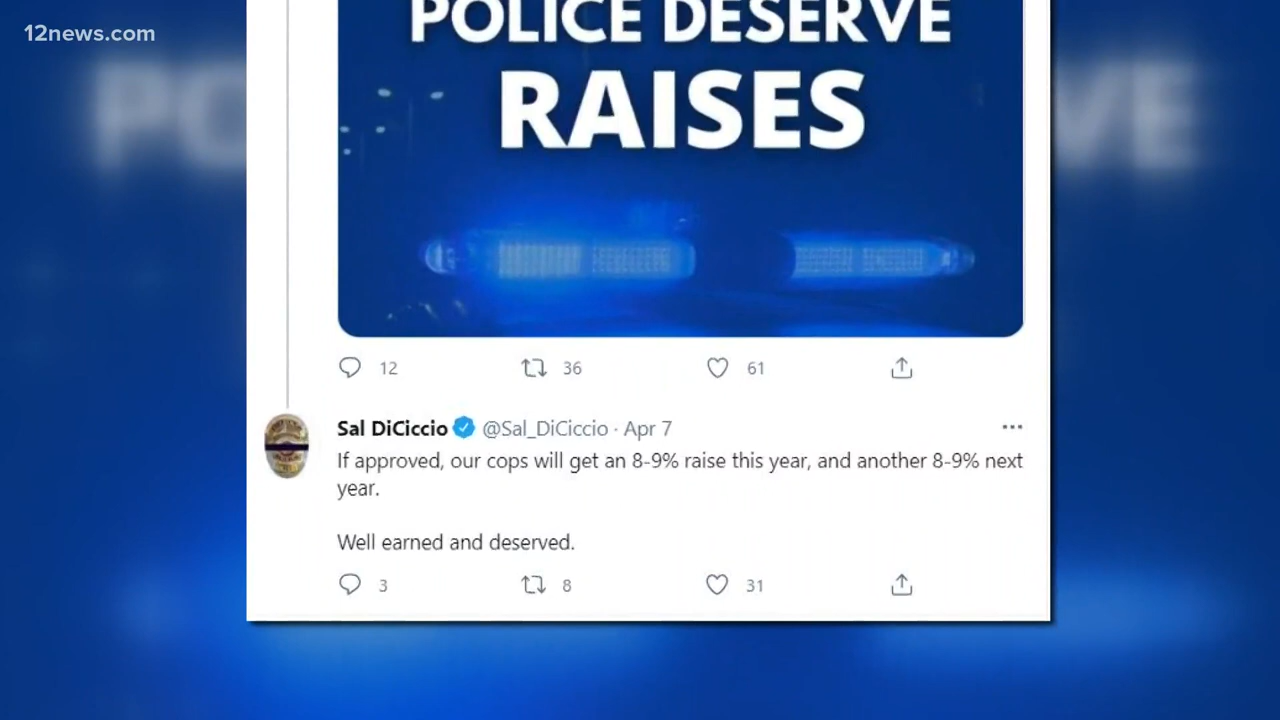 12news.com
POLICE DESERVE
RAISES
12 36 61
Sal DiCiccio @Sal_DiCiccio · Apr 7 ...
If approved, our cops will get an 8-9% raise this year, and another 8-9% next
year.
Well earned and deserved.
3 8 31